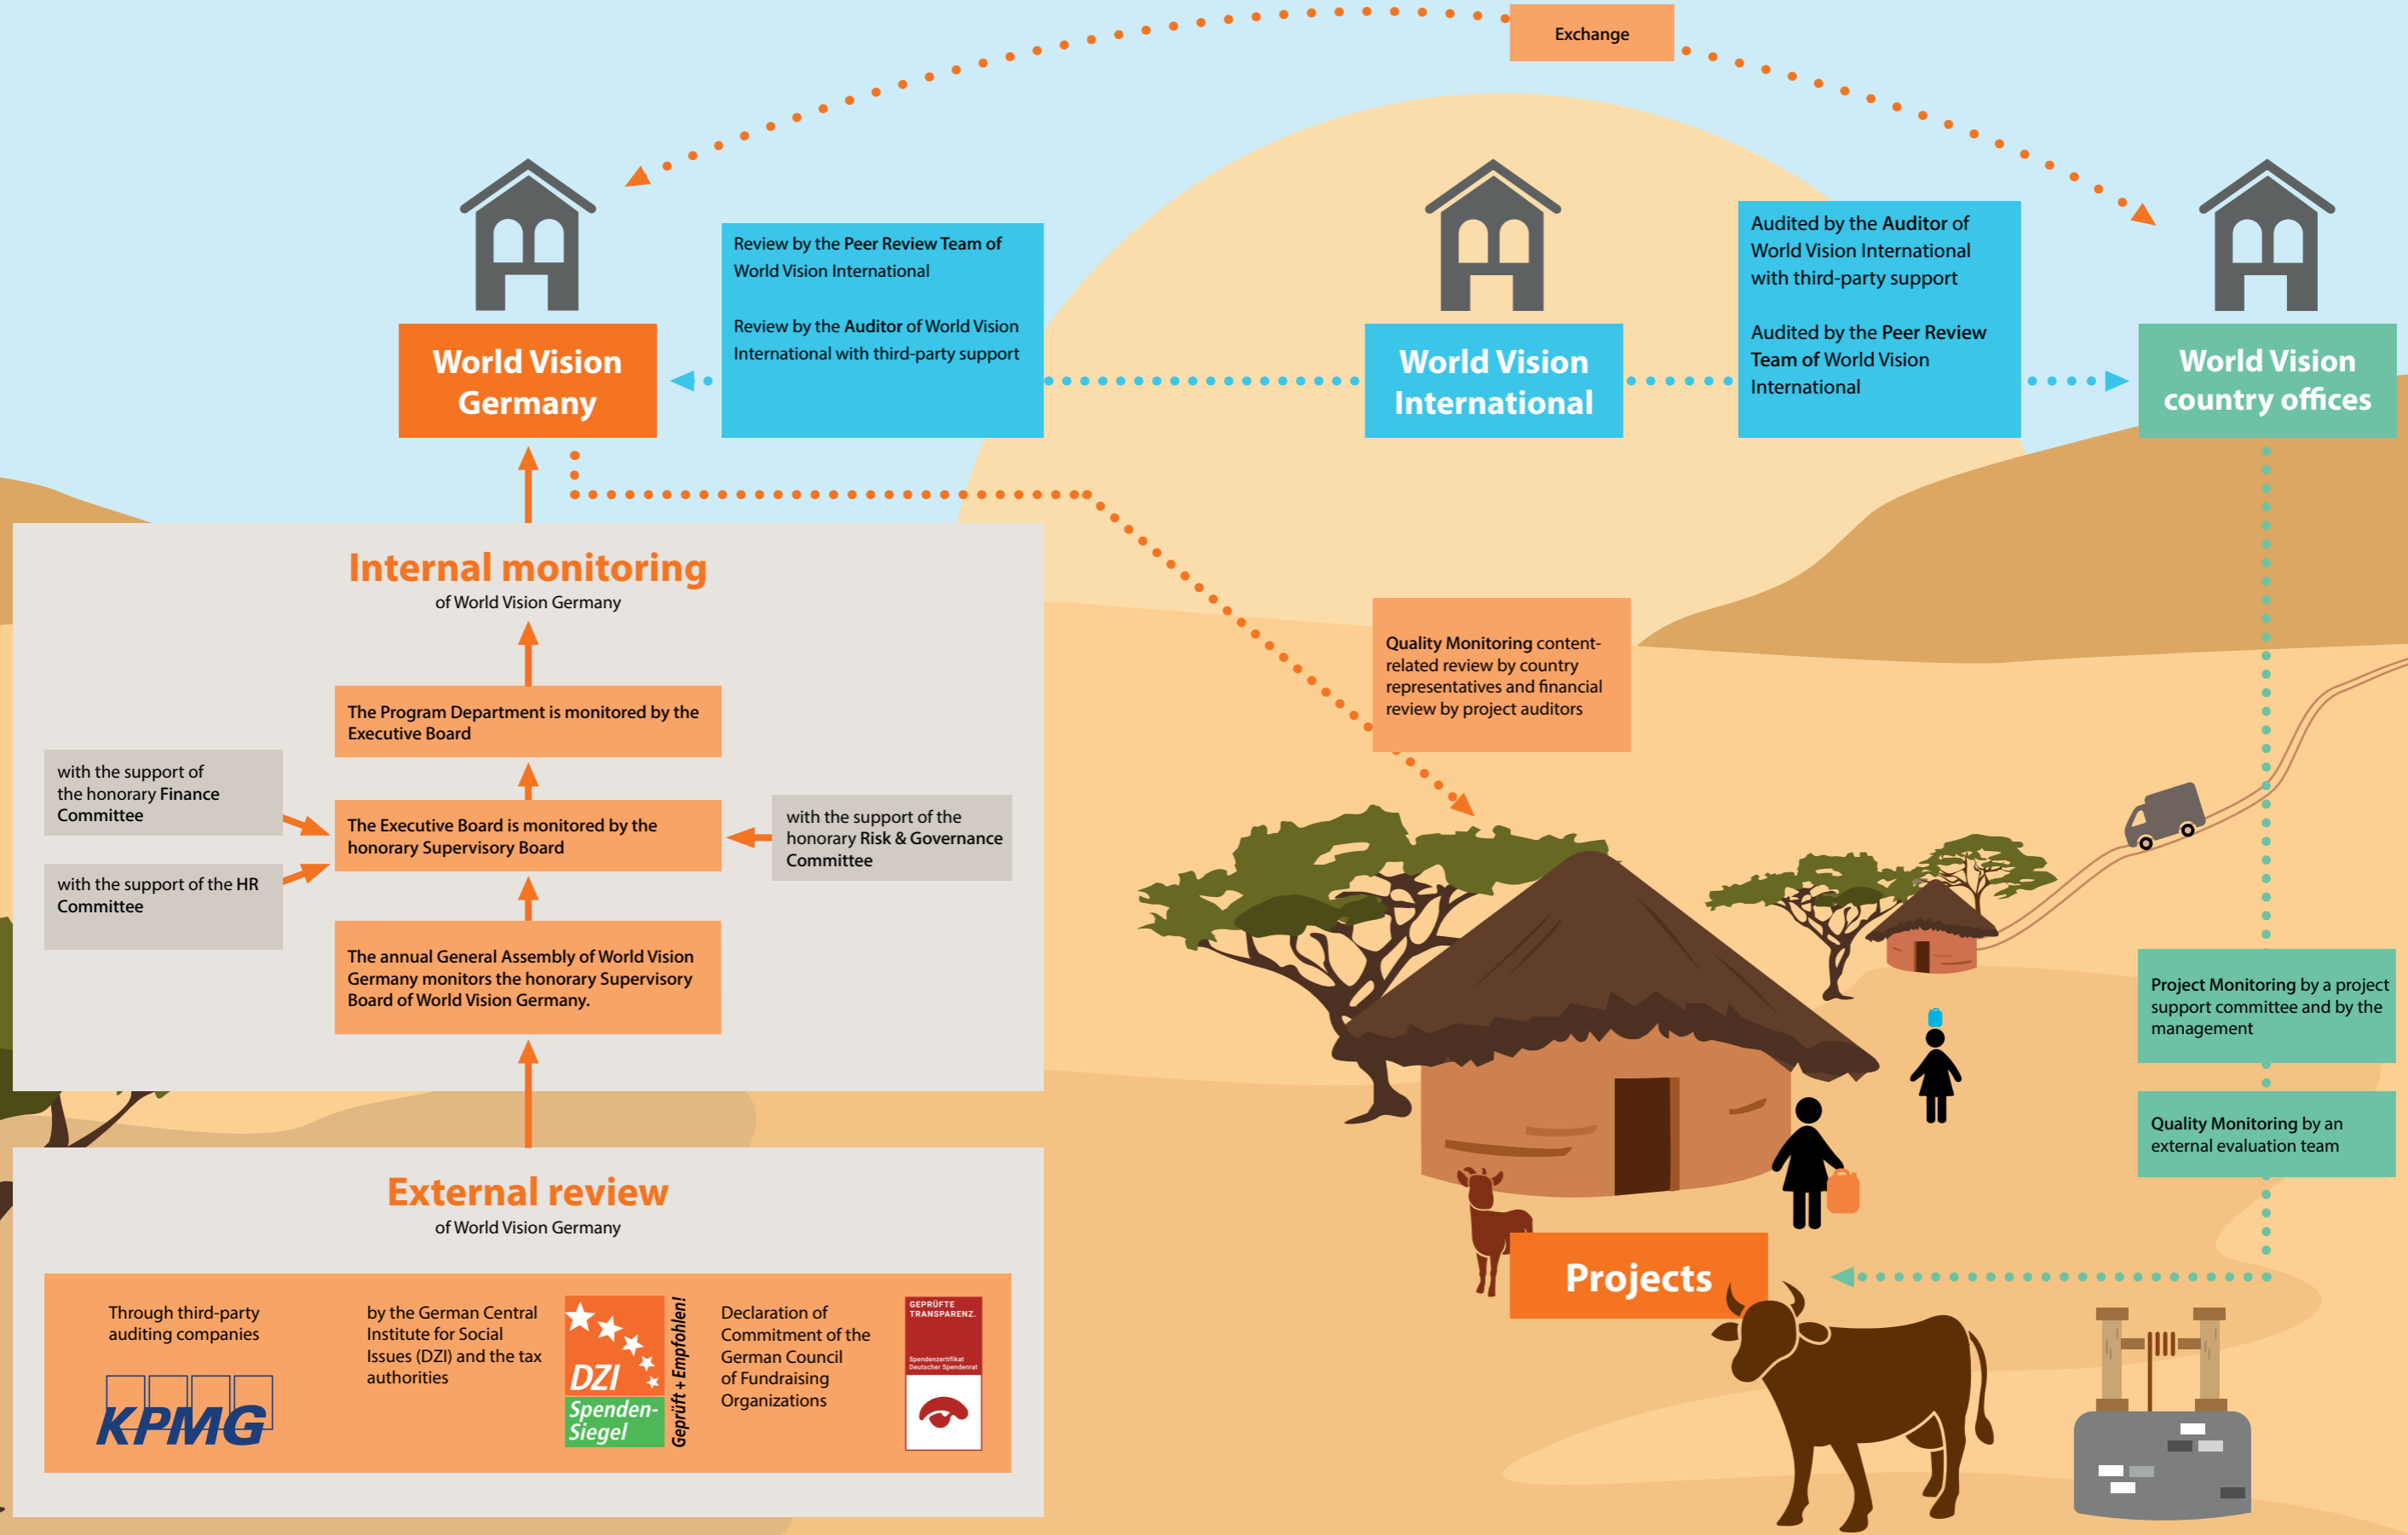 Exchange
Review by the Peer Review Team of
World Vision International
Review by the Auditor of World Vision
International with third-party support
Audited by the Auditor of
World Vision International
with third-party support
Audited by the Peer Review
Team of World Vision
International
World Vision
Germany
World Vision
International
World Vision
country offices
Internal monitoring
of World Vision Germany
The Program Department is monitored by the
Executive Board
with the support of
the honorary Finance
Committee
The Executive Board is monitored by the
honorary Supervisory Board
with the support of the
honorary Risk & Governance
Committee
with the support of the HR
Committee
The annual General Assembly of World Vision
Germany monitors the honorary Supervisory
Board of World Vision Germany.
Quality Monitoring content-
related review by country
representatives and financial
review by project auditors
Project Monitoring by a project
support committee and by the
management
Quality Monitoring by an
external evaluation team
Projects
External review
of World Vision Germany
Through third-party
auditing companies
KPMG
by the German Central
Institute for Social
Issues (DZI) and the tax
authorities
DZI
Spenden-
Siegel
Geprüft + Empfohlen!
Declaration of
Commitment of the
German Council
of Fundraising
Organizations
GEPRÜFTE
TRANSPARENZ.
Spendenzertifikat
Deutscher Spendenrat